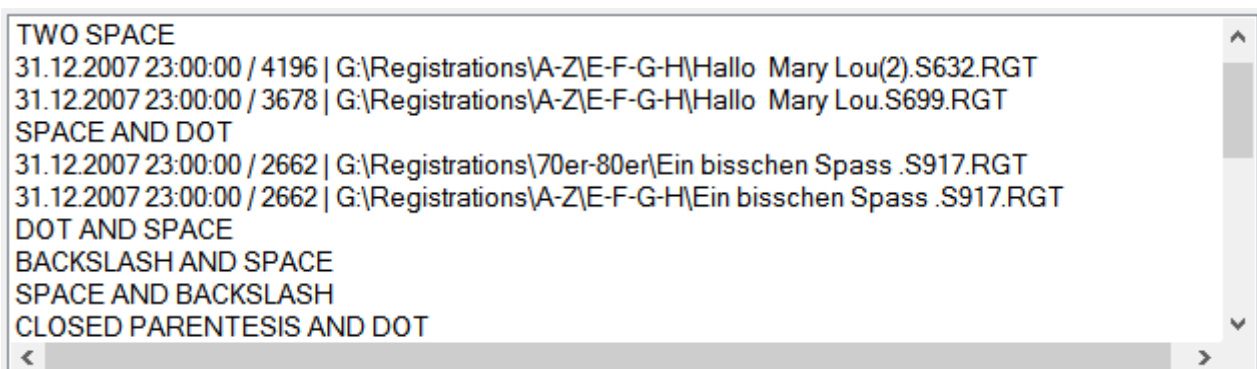 TWO SPACE
31.12.2007 23:00:00 / 4196 | G:\Registrations\A-Z\E-F-G-H\Hallo  Mary Lou(2).S632.RGT
31.12.2007 23:00:00 / 3678 | G:\Registrations\A-Z\E-F-G-H\Hallo  Mary Lou.S699.RGT
SPACE AND DOT
31.12.2007 23:00:00 / 2662 | G:\Registrations\70er-80er\Ein bisschen Spass .S917.RGT
31.12.2007 23:00:00 / 2662 | G:\Registrations\A-Z\E-F-G-H\Ein bisschen Spass .S917.RGT
DOT AND SPACE
BACKSLASH AND SPACE
SPACE AND BACKSLASH
CLOSED PARENTESIS AND DOT